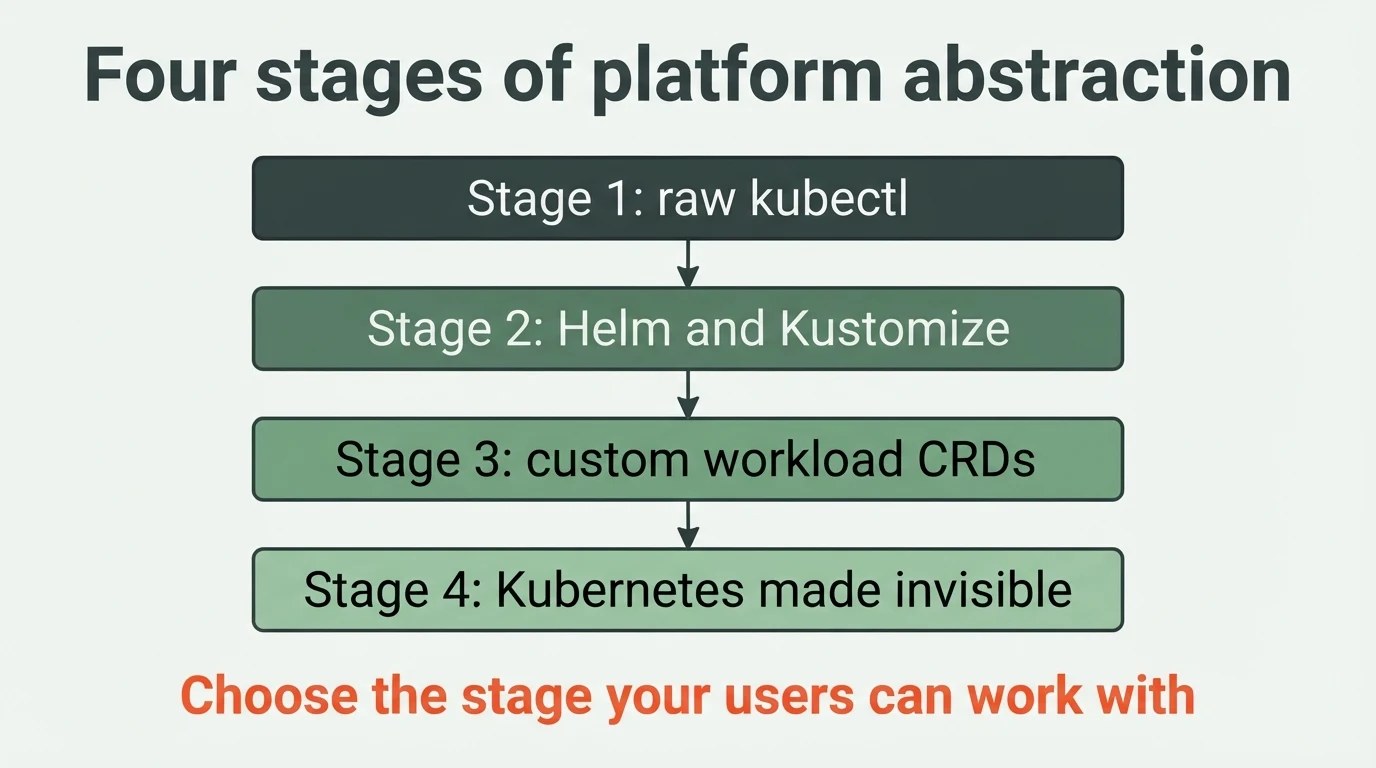 Four stages of platform abstraction
Stage 1: raw kubectl
Stage 2: Helm and Kustomize
Stage 3: custom workload CRDs
Stage 4: Kubernetes made invisible
Choose the stage your users can work with